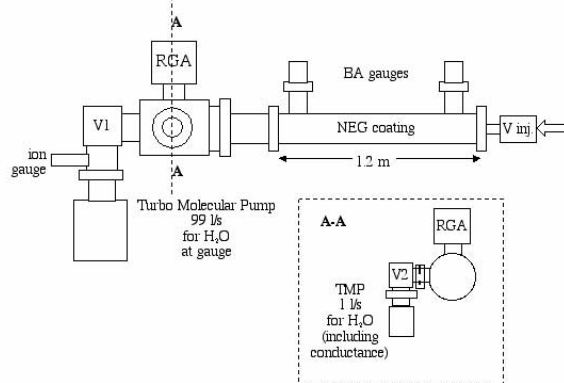 A
RGA
BA gauges
V1
NEG coating
V inj.
ion
gauge
A
1.2 m
Turbo Molecular Pump
99 l/s
for H₂O
at gauge
A-A
RGA
V2
TMP
1 l/s
for H₂O
(including
conductance)